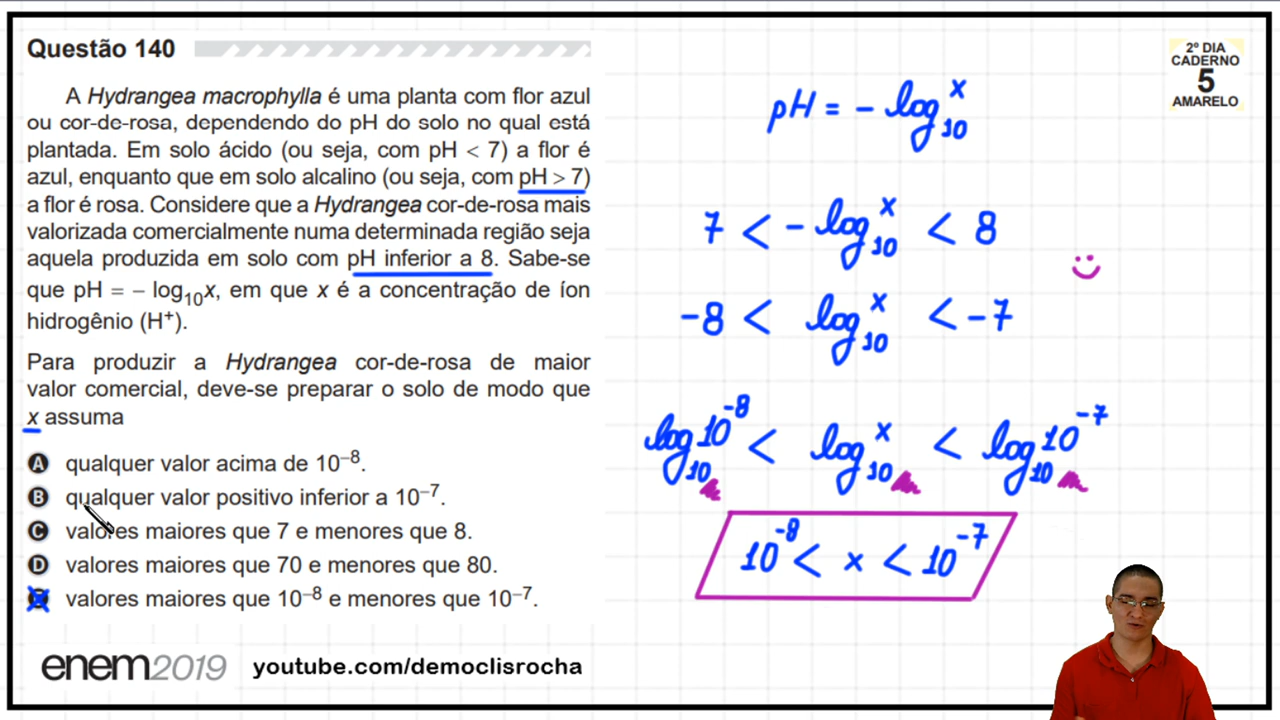 Questão 140
A Hydrangea macrophylla é uma planta com flor azul
ou cor-de-rosa, dependendo do pH do solo no qual está
plantada. Em solo ácido (ou seja, com pH < 7) a flor é
azul, enquanto que em solo alcalino (ou seja, com pH > 7)
a flor é rosa. Considere que a Hydrangea cor-de-rosa mais
valorizada comercialmente numa determinada região seja
aquela produzida em solo com pH inferior a 8. Sabe-se
que pH = − log₁₀x, em que x é a concentração de íon
hidrogênio (H⁺).
Para produzir a Hydrangea cor-de-rosa de maior
valor comercial, deve-se preparar o solo de modo que
x assuma
A qualquer valor acima de 10⁻⁸.
B qualquer valor positivo inferior a 10⁻⁷.
C valores maiores que 7 e menores que 8.
D valores maiores que 70 e menores que 80.
valores maiores que 10⁻⁸ e menores que 10⁻⁷.
enem2019
youtube.com/democlisrocha
pH = − log₁₀ x
7 < − log₁₀ x < 8
−8 < log₁₀ x < −7
log₁₀ 10⁻⁸ < log₁₀ x < log₁₀ 10⁻⁷
10⁻⁸ < x < 10⁻⁷
2º DIA
CADERNO
5
AMARELO